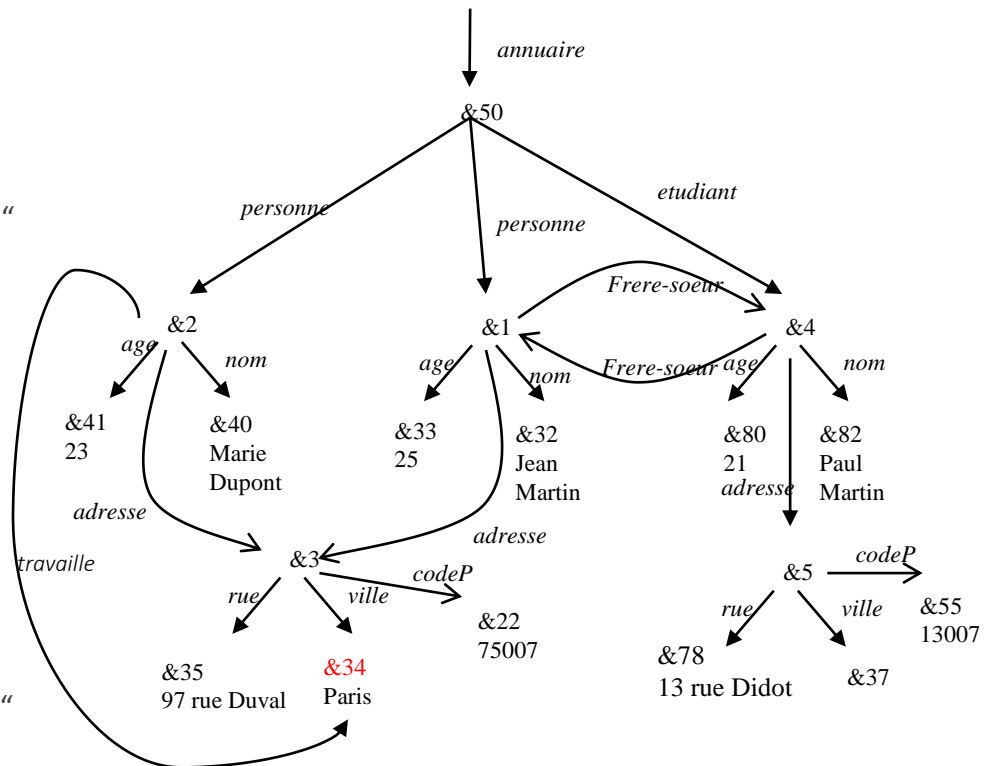 annuaire
&50
etudiant
“
personne
personne
Frere-soeur
&2
&1
&4
age
nom
age
nom
Frere-soeur
age
nom
&41
23
&40
Marie
Dupont
&33
25
&32
Jean
Martin
&80
21
&82
Paul
Martin
adresse
adresse
adresse
travaille
&3
codeP
&5
codeP
rue
ville
rue
ville
&22
75007
&55
13007
&35
97 rue Duval
&34
Paris
&78
13 rue Didot
&37
“